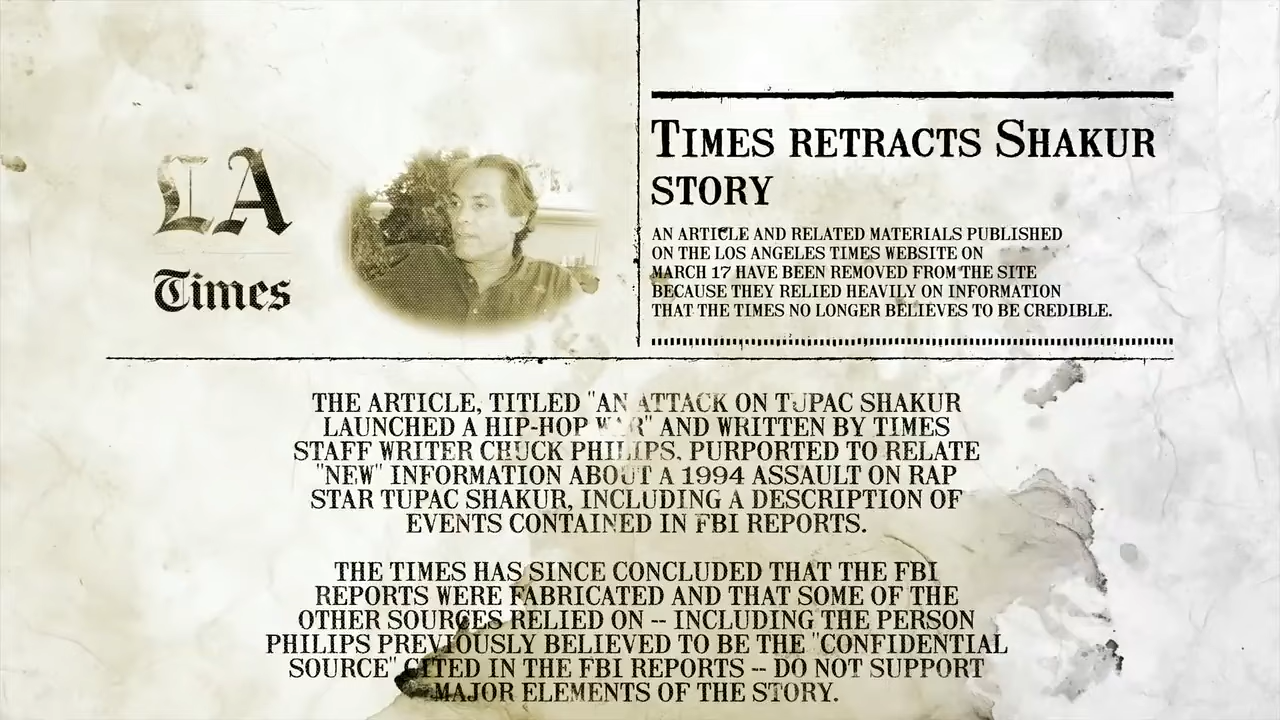 LA
Times
TIMES RETRACTS SHAKUR
STORY
AN ARTICLE AND RELATED MATERIALS PUBLISHED
ON THE LOS ANGELES TIMES WEBSITE ON
MARCH 17 HAVE BEEN REMOVED FROM THE SITE
BECAUSE THEY RELIED HEAVILY ON INFORMATION
THAT THE TIMES NO LONGER BELIEVES TO BE CREDIBLE.
THE ARTICLE, TITLED "AN ATTACK ON TUPAC SHAKUR
LAUNCHED A HIP-HOP WAR" AND WRITTEN BY TIMES
STAFF WRITER CHUCK PHILIPS, PURPORTED TO RELATE
"NEW" INFORMATION ABOUT A 1994 ASSAULT ON RAP
STAR TUPAC SHAKUR, INCLUDING A DESCRIPTION OF
EVENTS CONTAINED IN FBI REPORTS.
THE TIMES HAS SINCE CONCLUDED THAT THE FBI
REPORTS WERE FABRICATED AND THAT SOME OF THE
OTHER SOURCES RELIED ON -- INCLUDING THE PERSON
PHILIPS PREVIOUSLY BELIEVED TO BE THE "CONFIDENTIAL
SOURCE" CITED IN THE FBI REPORTS -- DO NOT SUPPORT
MAJOR ELEMENTS OF THE STORY.